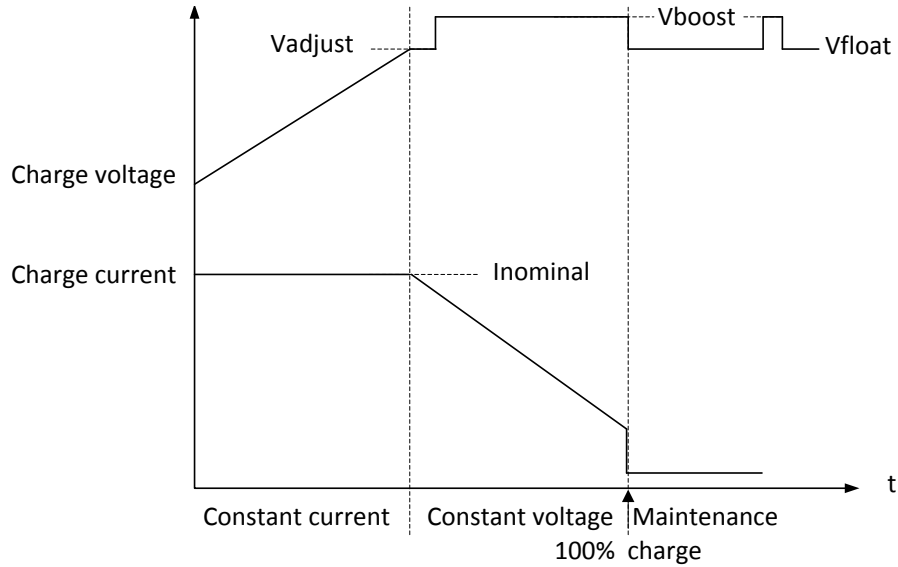 Vboost
Vadjust
Vfloat
Charge voltage
Charge current
Inominal
t
Constant current
Constant voltage
Maintenance
100% charge